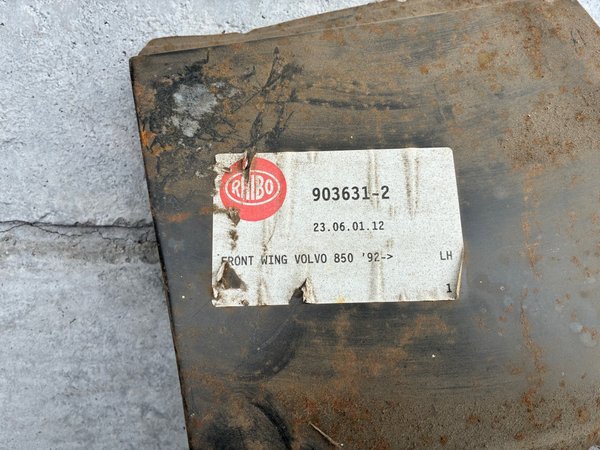 RHIBO
903631-2
23.06.01.12
FRONT WING VOLVO 850 '92-> LH
1